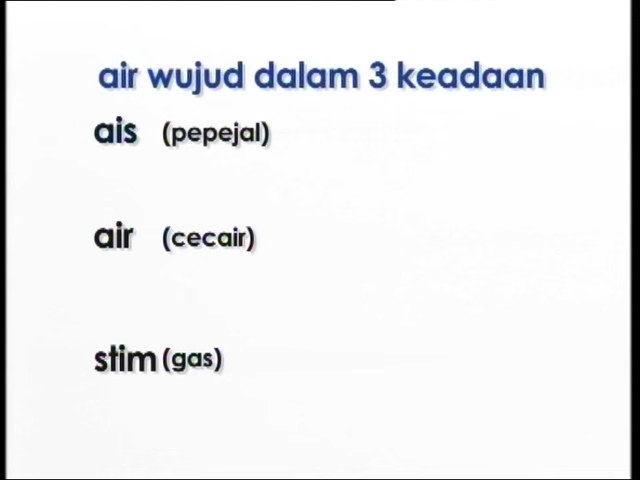 air wujud dalam 3 keadaan
ais (pepejal)
air (cecair)
stim (gas)